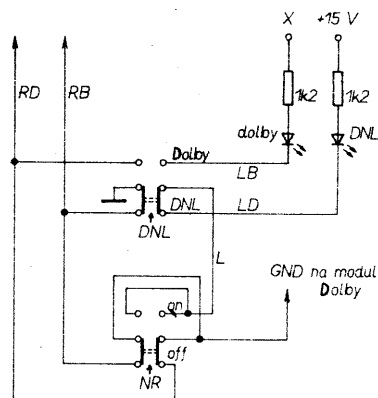 X +15 V
RD RB
1k2 1k2
dolby DNL
Dolby
LB
DNL
LD
DNL
L
GND na modul
Dolby
on
off
NR